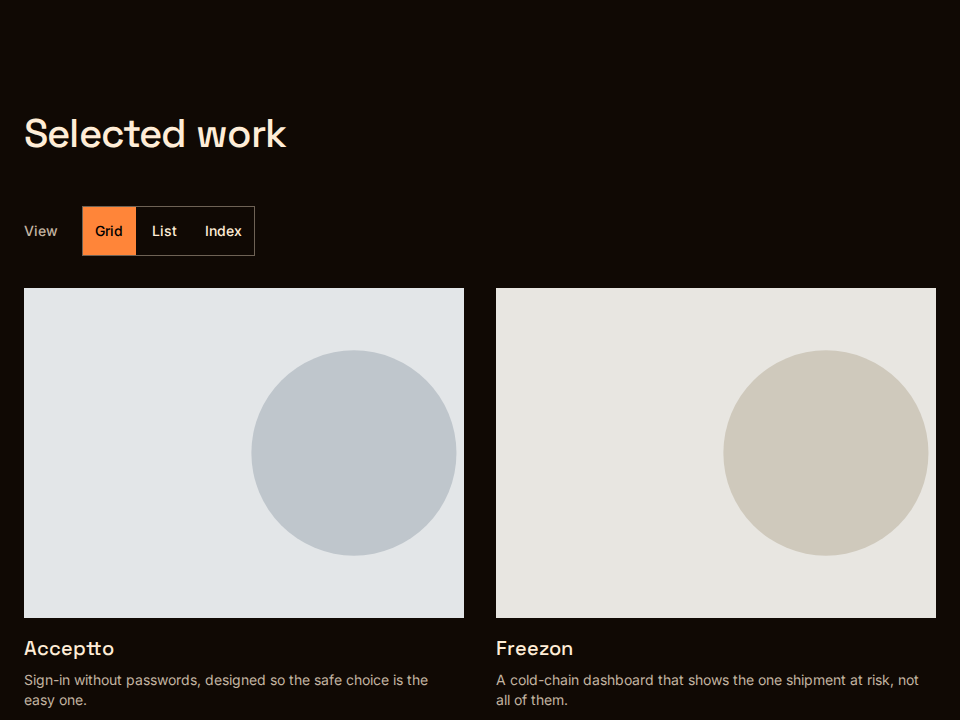 Selected work
View
Grid
List
Index
Acceptto
Sign-in without passwords, designed so the safe choice is the
easy one.
Freezon
A cold-chain dashboard that shows the one shipment at risk, not
all of them.